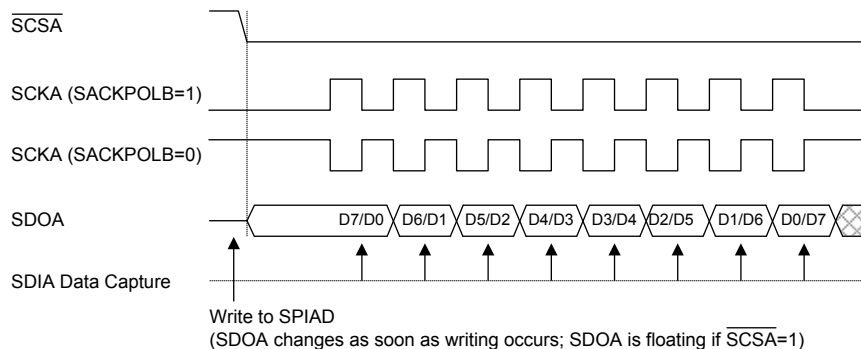 SCSA
SCKA (SACKPOLB=1)
SCKA (SACKPOLB=0)
SDOA D7/D0 D6/D1 D5/D2 D4/D3 D3/D4 D2/D5 D1/D6 D0/D7
SDIA Data Capture
Write to SPIAD
(SDOA changes as soon as writing occurs; SDOA is floating if SCSA=1)